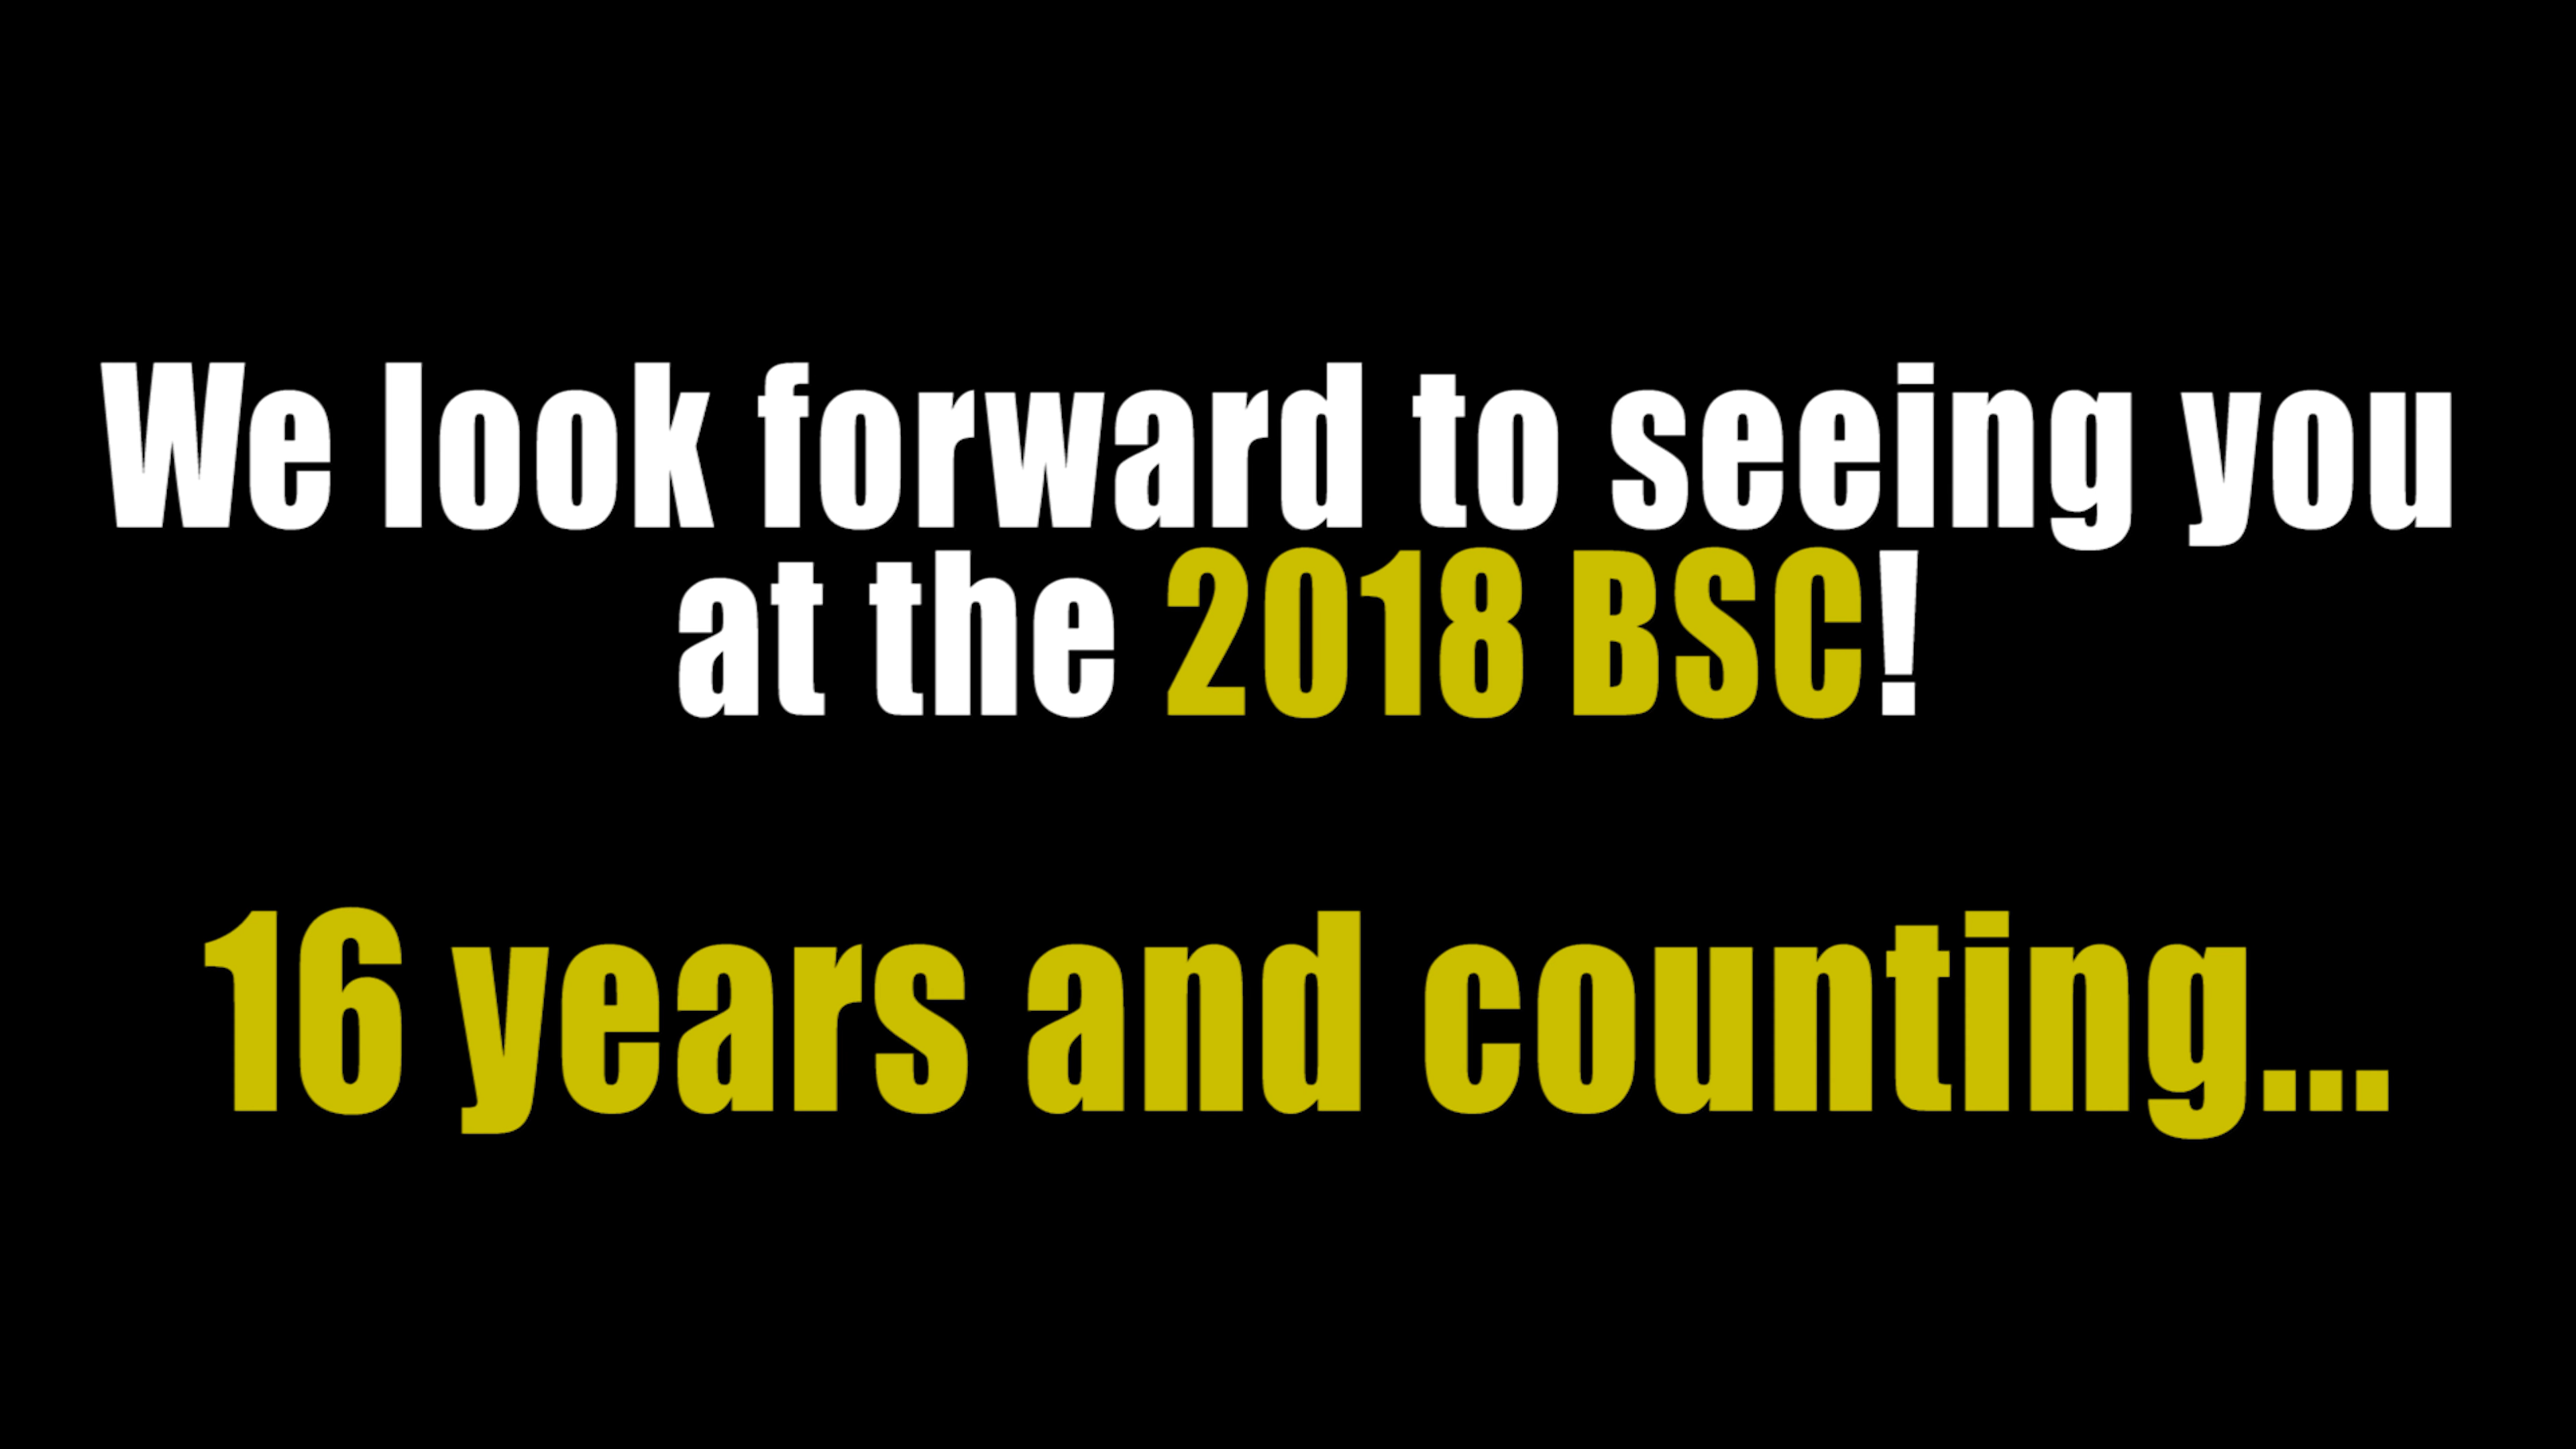 We look forward to seeing you
at the 2018 BSC!
16 years and counting...